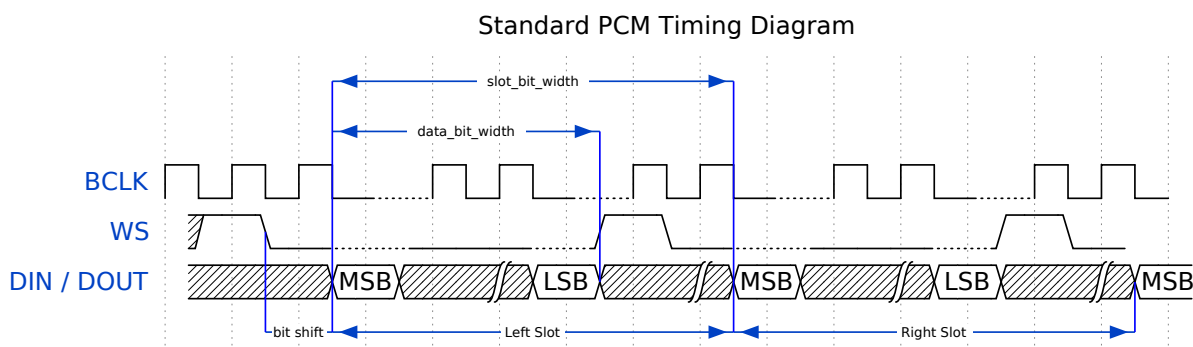 Standard PCM Timing Diagram
slot_bit_width
data_bit_width
BCLK
WS
DIN / DOUT
MSB
LSB
MSB
LSB
MSB
bit shift
Left Slot
Right Slot